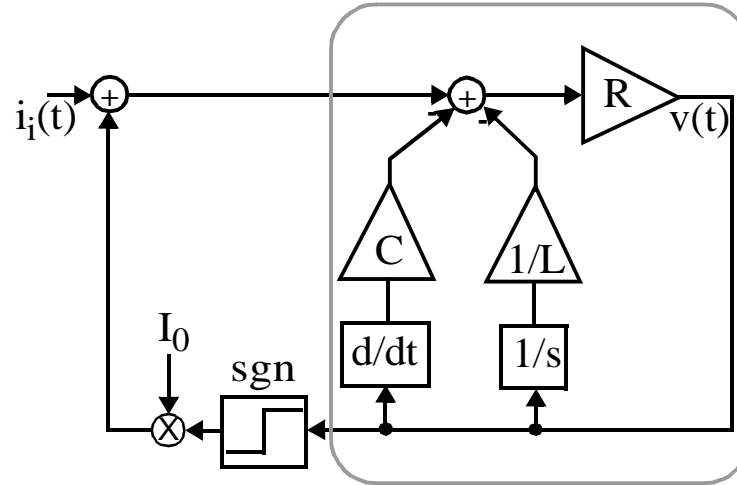 +
+
R
i_i(t)
-
-
v(t)
C
1/L
I_0
d/dt
1/s
sgn
X